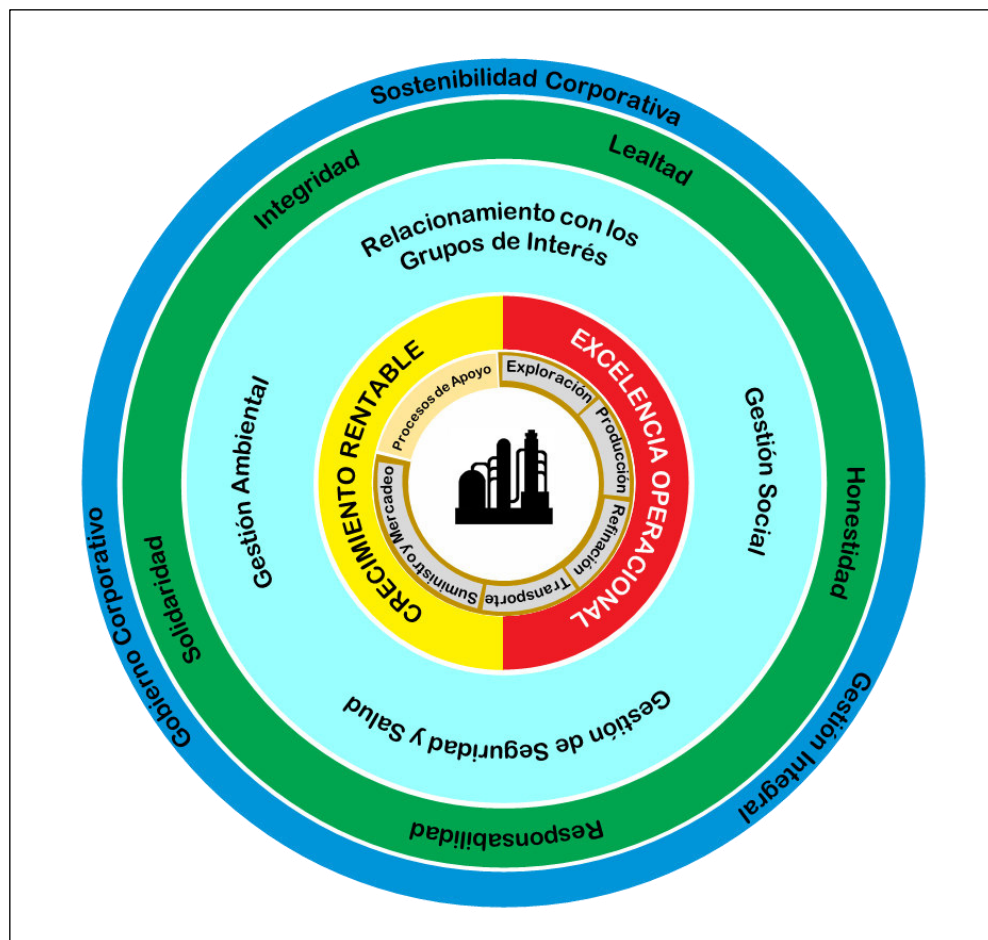 Sostenibilidad Corporativa
Gestión Integral
Gobierno Corporativo
Integridad
Lealtad
Honestidad
Responsabilidad
Solidaridad
Relacionamiento con los
Grupos de Interés
Gestión Social
Gestión de Seguridad y Salud
Gestión Ambiental
CRECIMIENTO RENTABLE
EXCELENCIA OPERACIONAL
Procesos de Apoyo
Exploración
Producción
Refinación
Transporte
Suministro y Mercadeo